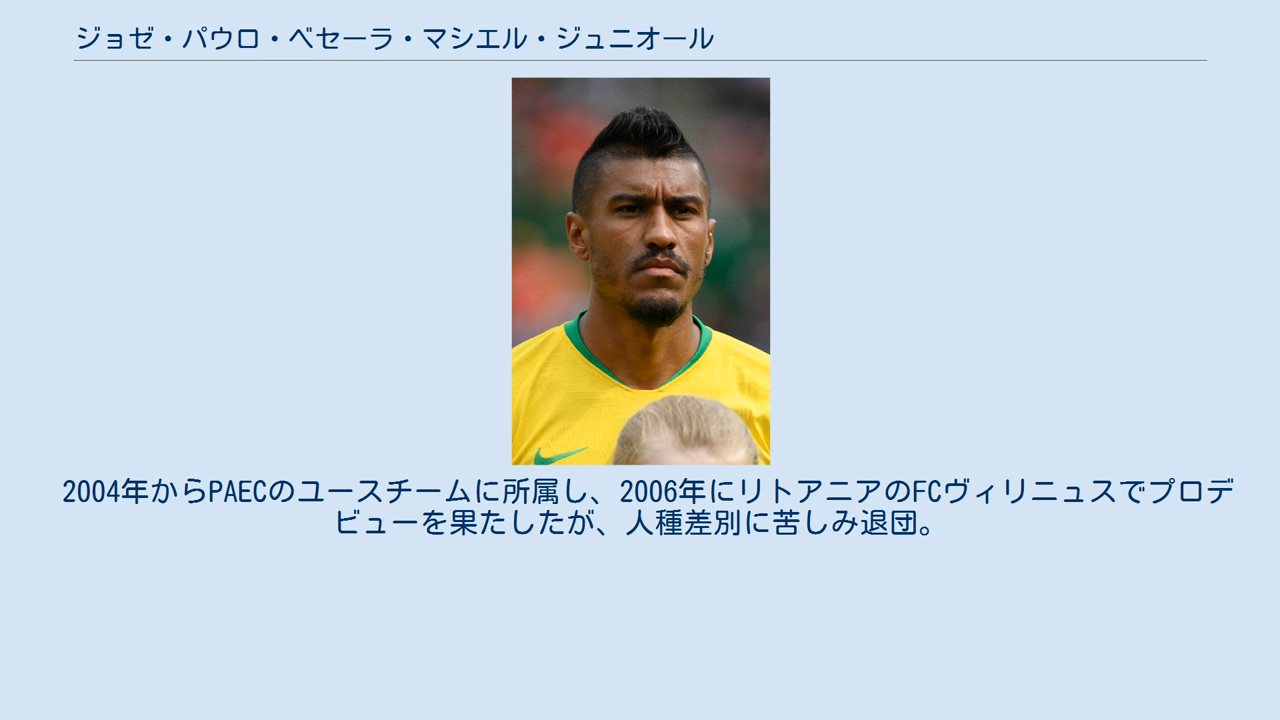 ジョゼ・パウロ・ベセーラ・マシエル・ジュニオール
2004年からPAECのユースチームに所属し、2006年にリトアニアのFCヴィリニュスでプロデ
ビューを果たしたが、人種差別に苦しみ退団。